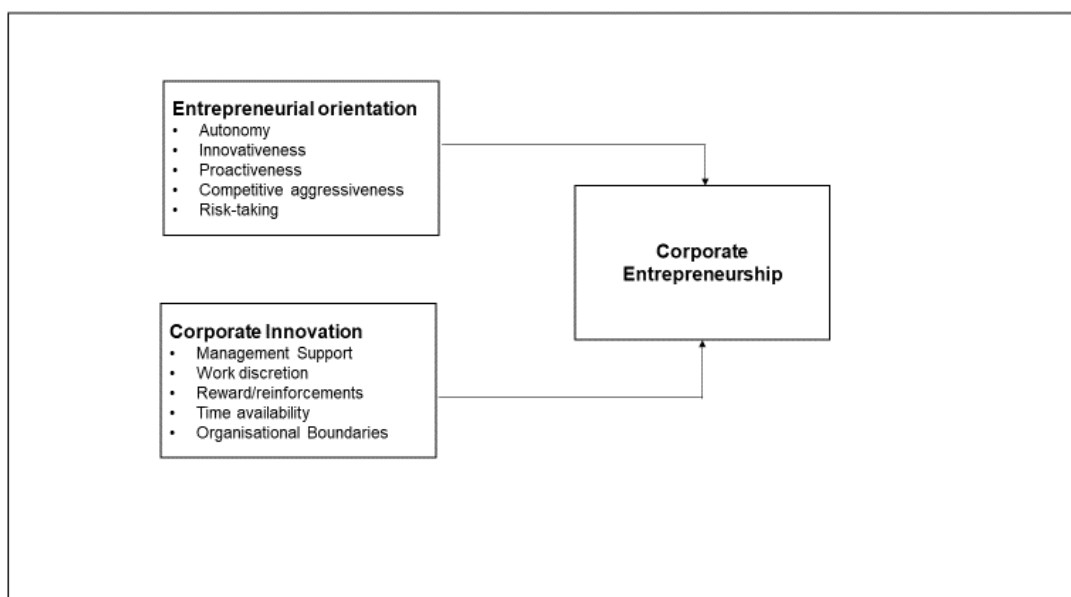 Entrepreneurial orientation
• Autonomy
• Innovativeness
• Proactiveness
• Competitive aggressiveness
• Risk-taking
Corporate Innovation
• Management Support
• Work discretion
• Reward/reinforcements
• Time availability
• Organisational Boundaries
Corporate
Entrepreneurship